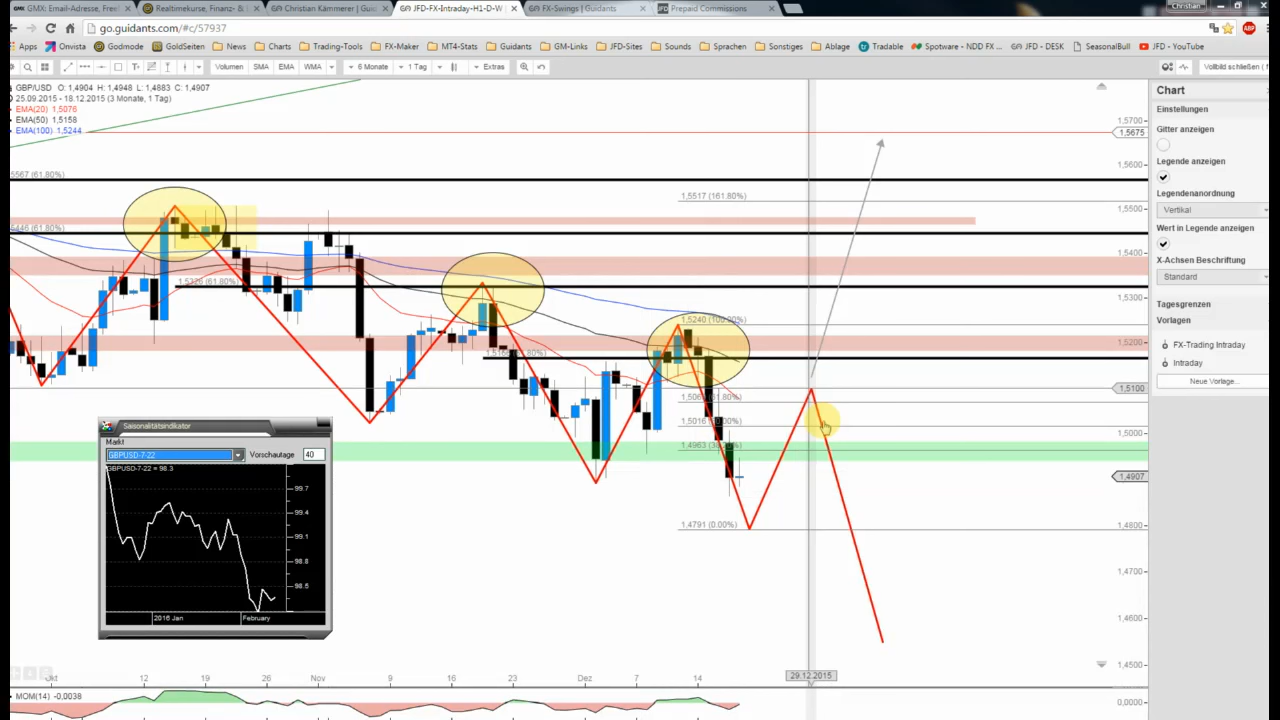 GMX: Email-Adresse, FreeM
Realtimekurse, Finanz- &
Christian Kämmerer | Gui
JFD-FX-Intraday-H1-D-W |
FX-Swings | Guidants
Prepaid Commissions
Christian
go.guidants.com/#c/57937
Apps
Onvista
Godmode
GoldSeiten
News
Charts
Trading-Tools
FX-Maker
MT4-Stats
Guidants
GM-Links
JFD-Sites
Sounds
Sprachen
Sonstiges
Ablage
Tradable
Spotware - NDD FX ...
JFD - DESK
SeasonalBull
JFD - YouTube
Volumen
SMA
EMA
WMA
6 Monate
1 Tag
Extras
Vollbild schließen (
GBP/USD O: 1,4904 H: 1,4948 L: 1,4883 C: 1,4907
25.09.2015 - 18.12.2015 (3 Monate, 1 Tag)
EMA(20) 1,5076
EMA(50) 1,5158
EMA(100) 1,5244
Chart
Einstellungen
Gitter anzeigen
Legende anzeigen
Legendenanordnung
Vertikal
Wert in Legende anzeigen
X-Achsen Beschriftung
Standard
Tagesgrenzen
Vorlagen
FX-Trading Intraday
Intraday
Neue Vorlage...
1,5700
1,5675
1,5600
5567 (61.80%)
1,5517 (161.80%)
1,5500
5446 (61.80%)
1,5400
1,5326 (61.80%)
1,5300
1,5240 (100.00%)
1,5200
1,5100
1,5016
1,5000
1,4963
1,4907
1,4791 (0.00%)
1,4800
1,4700
1,4600
1,4500
Saisonalitätsindikator
Markt
GBPUSD-7-22
Vorschautage
40
GBPUSD-7-22 = 98.3
99.7
99.4
99.1
98.8
98.5
2016 Jan
February
Okt
12
19
26
Nov
9
16
23
Dez
7
14
29.12.2015
MOM(14) -0,0038
0,0000